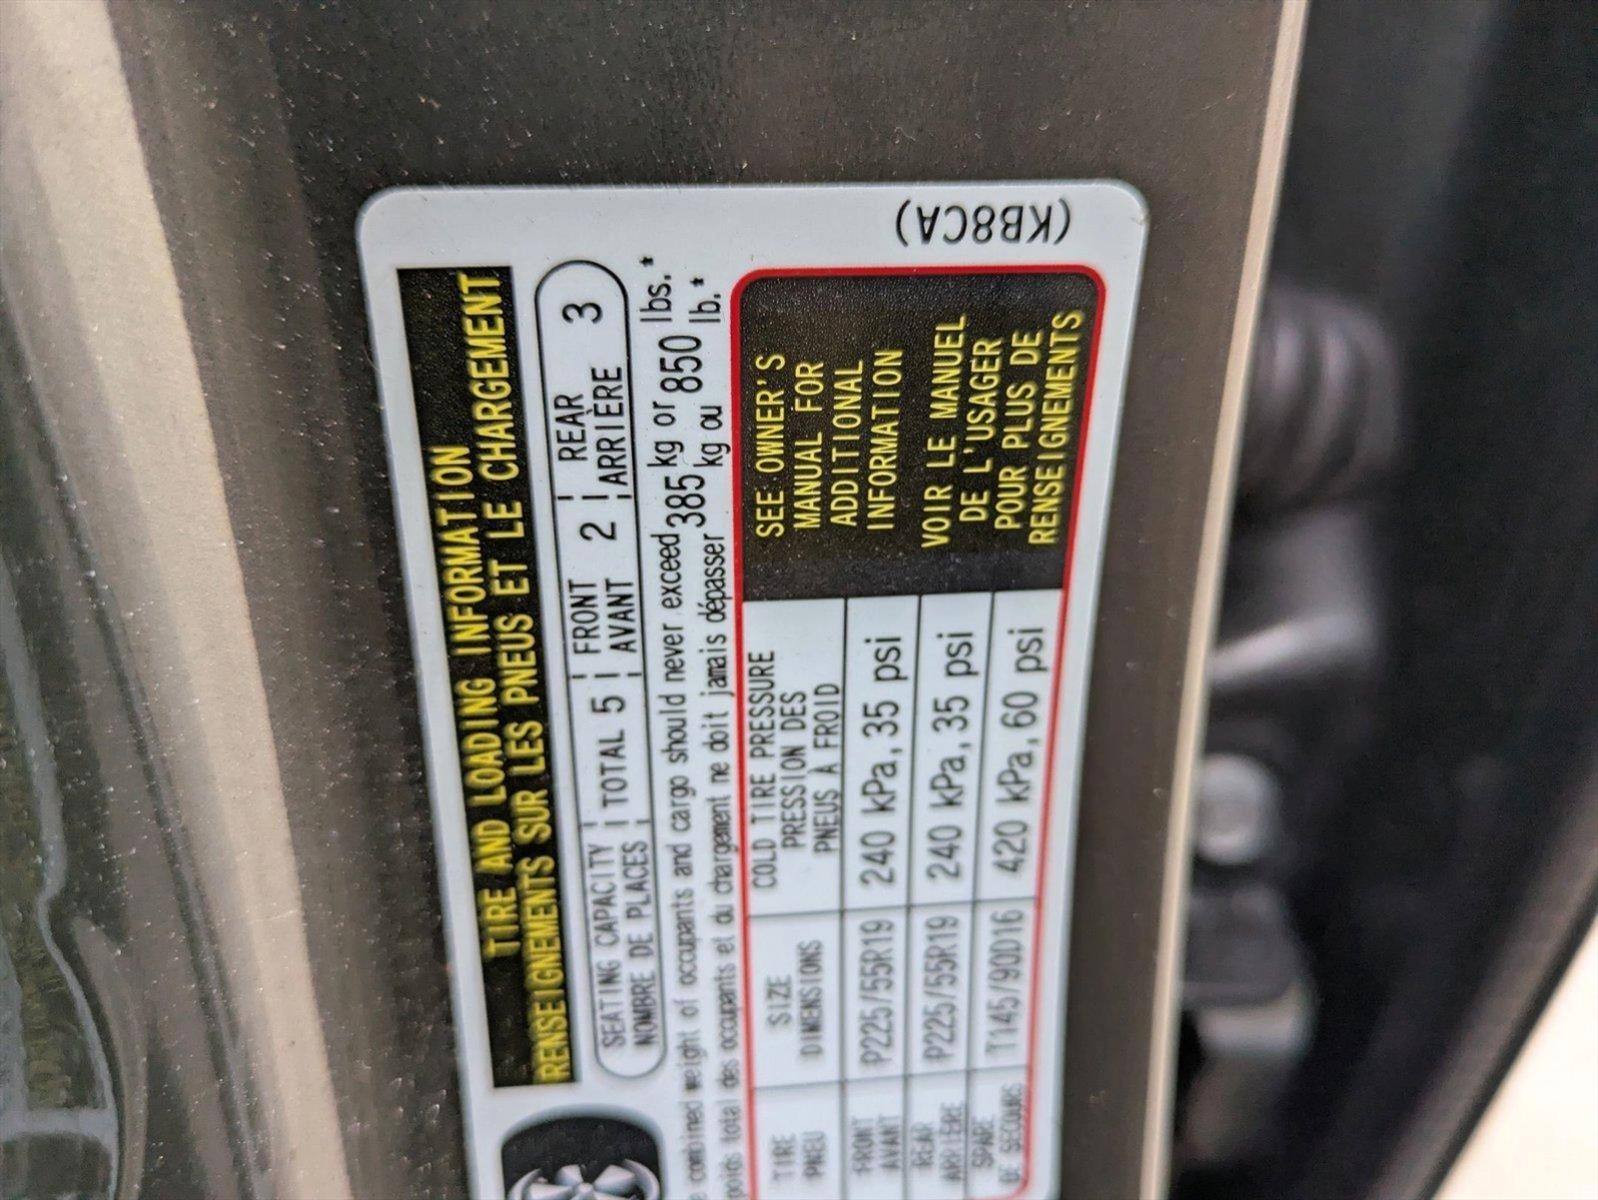 TIRE AND LOADING INFORMATION
RENSEIGNEMENTS SUR LES PNEUS ET LE CHARGEMENT
SEATING CAPACITY TOTAL 5 FRONT 2 REAR 3
NOMBRE DE PLACES AVANT ARRIÈRE
combined weight of occupants and cargo should never exceed 385 kg or 850 lbs.*
poids total des occupants et du chargement ne doit jamais dépasser 385 kg ou 850 lb.*
TIRE SIZE COLD TIRE PRESSURE
PNEU DIMENSIONS PRESSION DES
PNEUS À FROID
FRONT
AVANT P225/55R19 240 kPa, 35 psi
REAR
ARRIÈRE P225/55R19 240 kPa, 35 psi
SPARE
DE SECOURS T145/90D16 420 kPa, 60 psi
SEE OWNER'S
MANUAL FOR
ADDITIONAL
INFORMATION
VOIR LE MANUEL
DE L'USAGER
POUR PLUS DE
RENSEIGNEMENTS
(KB8CA)